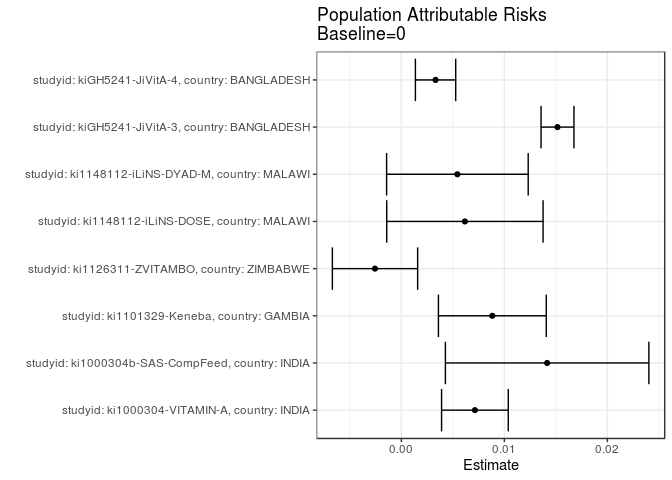 Population Attributable Risks
Baseline=0
studyid: kiGH5241-JiVitA-4, country: BANGLADESH
studyid: kiGH5241-JiVitA-3, country: BANGLADESH
studyid: ki1148112-iLiNS-DYAD-M, country: MALAWI
studyid: ki1148112-iLiNS-DOSE, country: MALAWI
studyid: ki1126311-ZVITAMBO, country: ZIMBABWE
studyid: ki1101329-Keneba, country: GAMBIA
studyid: ki1000304b-SAS-CompFeed, country: INDIA
studyid: ki1000304-VITAMIN-A, country: INDIA
0.00 0.01 0.02
Estimate